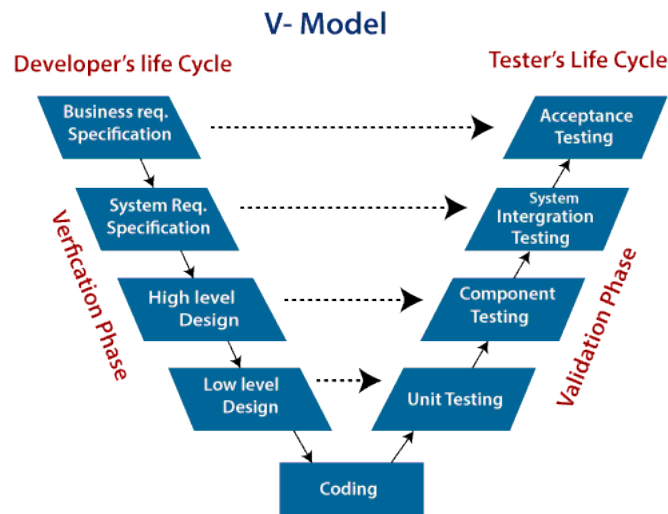 V- Model
Developer's life Cycle
Tester's Life Cycle
Business req.
Specification
Acceptance
Testing
System Req.
Specification
System
Intergration
Testing
Verfication Phase
High level
Design
Component
Testing
Validation Phase
Low level
Design
Unit Testing
Coding